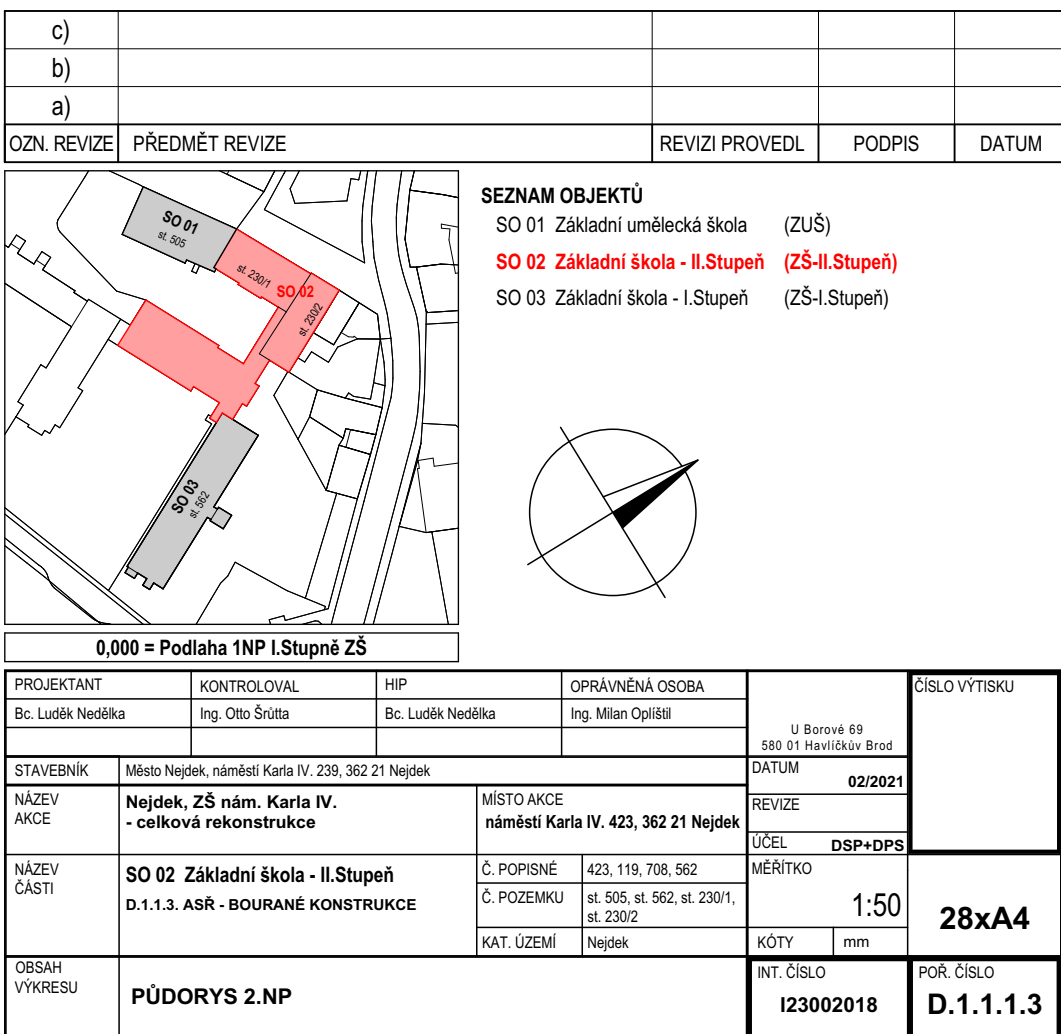 c)
b)
a)
OZN. REVIZE PŘEDMĚT REVIZE REVIZI PROVEDL PODPIS DATUM
SO 01
st. 505
st. 230/1
SO 02
st. 230/2
SO 03
st. 562
SEZNAM OBJEKTŮ
SO 01 Základní umělecká škola (ZUŠ)
SO 02 Základní škola - II.Stupeň (ZŠ-II.Stupeň)
SO 03 Základní škola - I.Stupeň (ZŠ-I.Stupeň)
0,000 = Podlaha 1NP I.Stupně ZŠ
PROJEKTANT KONTROLOVAL HIP OPRÁVNĚNÁ OSOBA
Bc. Luděk Nedělka Ing. Otto Šrůtta Bc. Luděk Nedělka Ing. Milan Oplíštil
U Borové 69
580 01 Havlíčkův Brod
ČÍSLO VÝTISKU
STAVEBNÍK Město Nejdek, náměstí Karla IV. 239, 362 21 Nejdek
DATUM
02/2021
NÁZEV
AKCE
Nejdek, ZŠ nám. Karla IV.
- celková rekonstrukce
MÍSTO AKCE
náměstí Karla IV. 423, 362 21 Nejdek
REVIZE
ÚČEL DSP+DPS
NÁZEV
ČÁSTI
SO 02 Základní škola - II.Stupeň
D.1.1.3. ASŘ - BOURANÉ KONSTRUKCE
Č. POPISNÉ 423, 119, 708, 562
Č. POZEMKU st. 505, st. 562, st. 230/1,
st. 230/2
KAT. ÚZEMÍ Nejdek
MĚŘÍTKO
1:50
KÓTY mm
28xA4
OBSAH
VÝKRESU
PŮDORYS 2.NP
INT. ČÍSLO
I23002018
POŘ. ČÍSLO
D.1.1.1.3